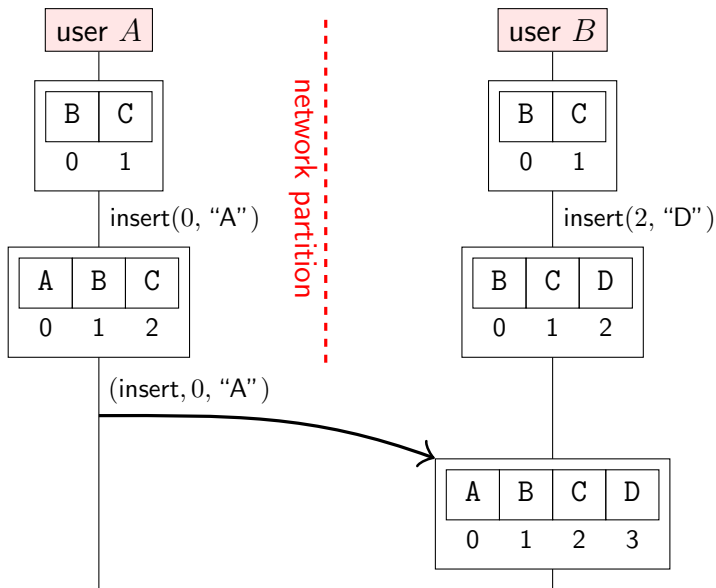 user A
user B
B C
0 1
B C
0 1
network partition
insert(0, “A”)
insert(2, “D”)
A B C
0 1 2
B C D
0 1 2
(insert, 0, “A”)
A B C D
0 1 2 3